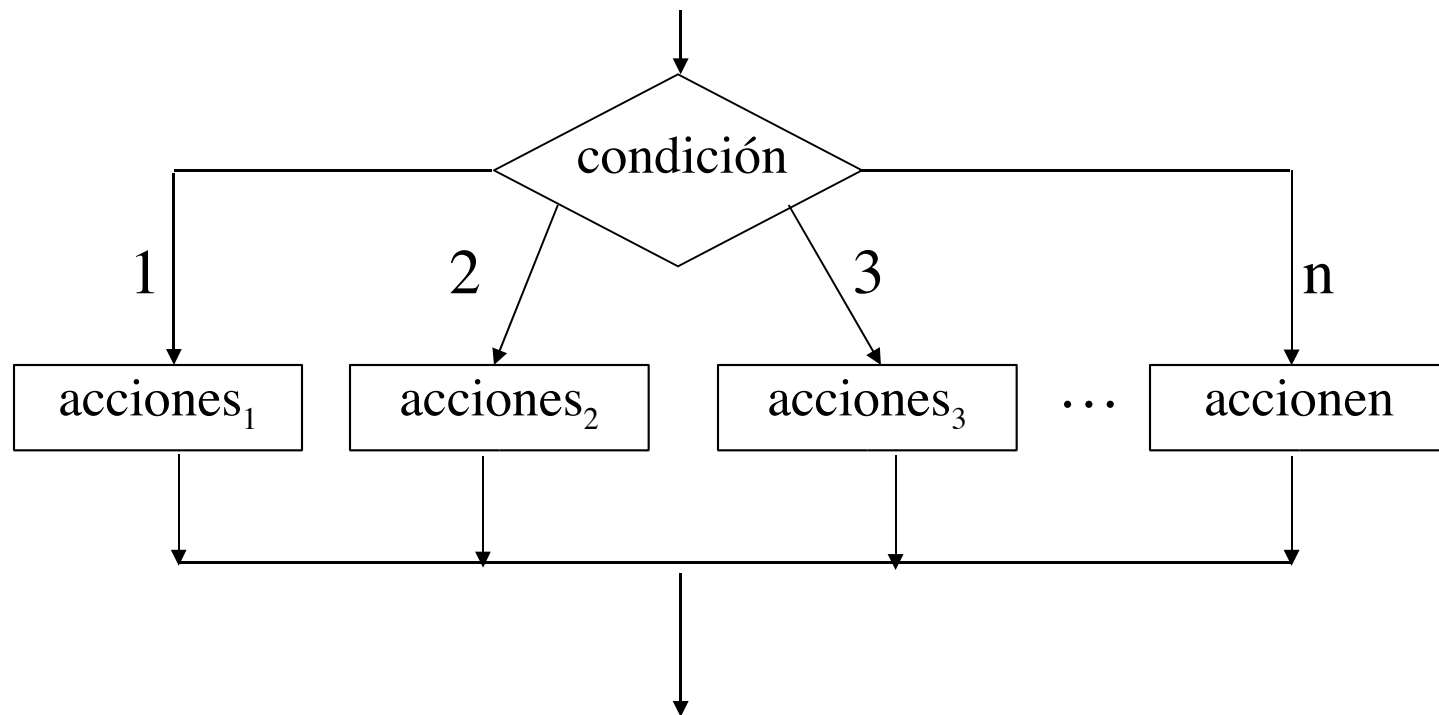 condición
1 2 3 n
acciones₁ acciones₂ acciones₃ … accionen